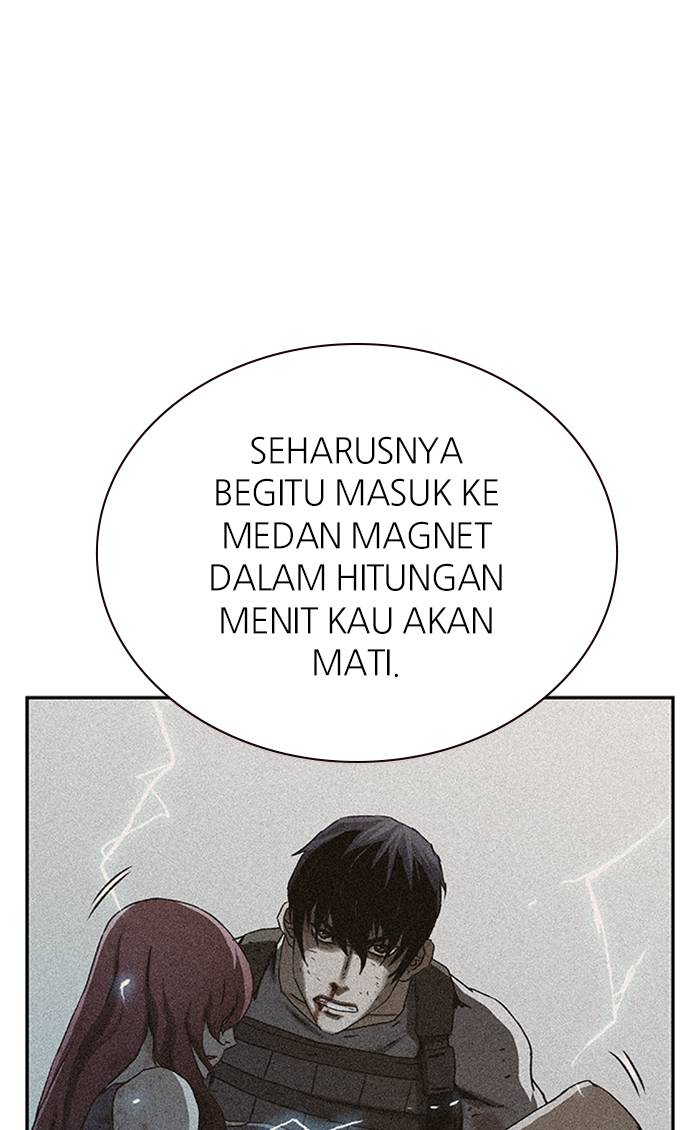 SEHARUSNYA
BEGITU MASUK KE
MEDAN MAGNET
DALAM HITUNGAN
MENIT KAU AKAN
MATI.